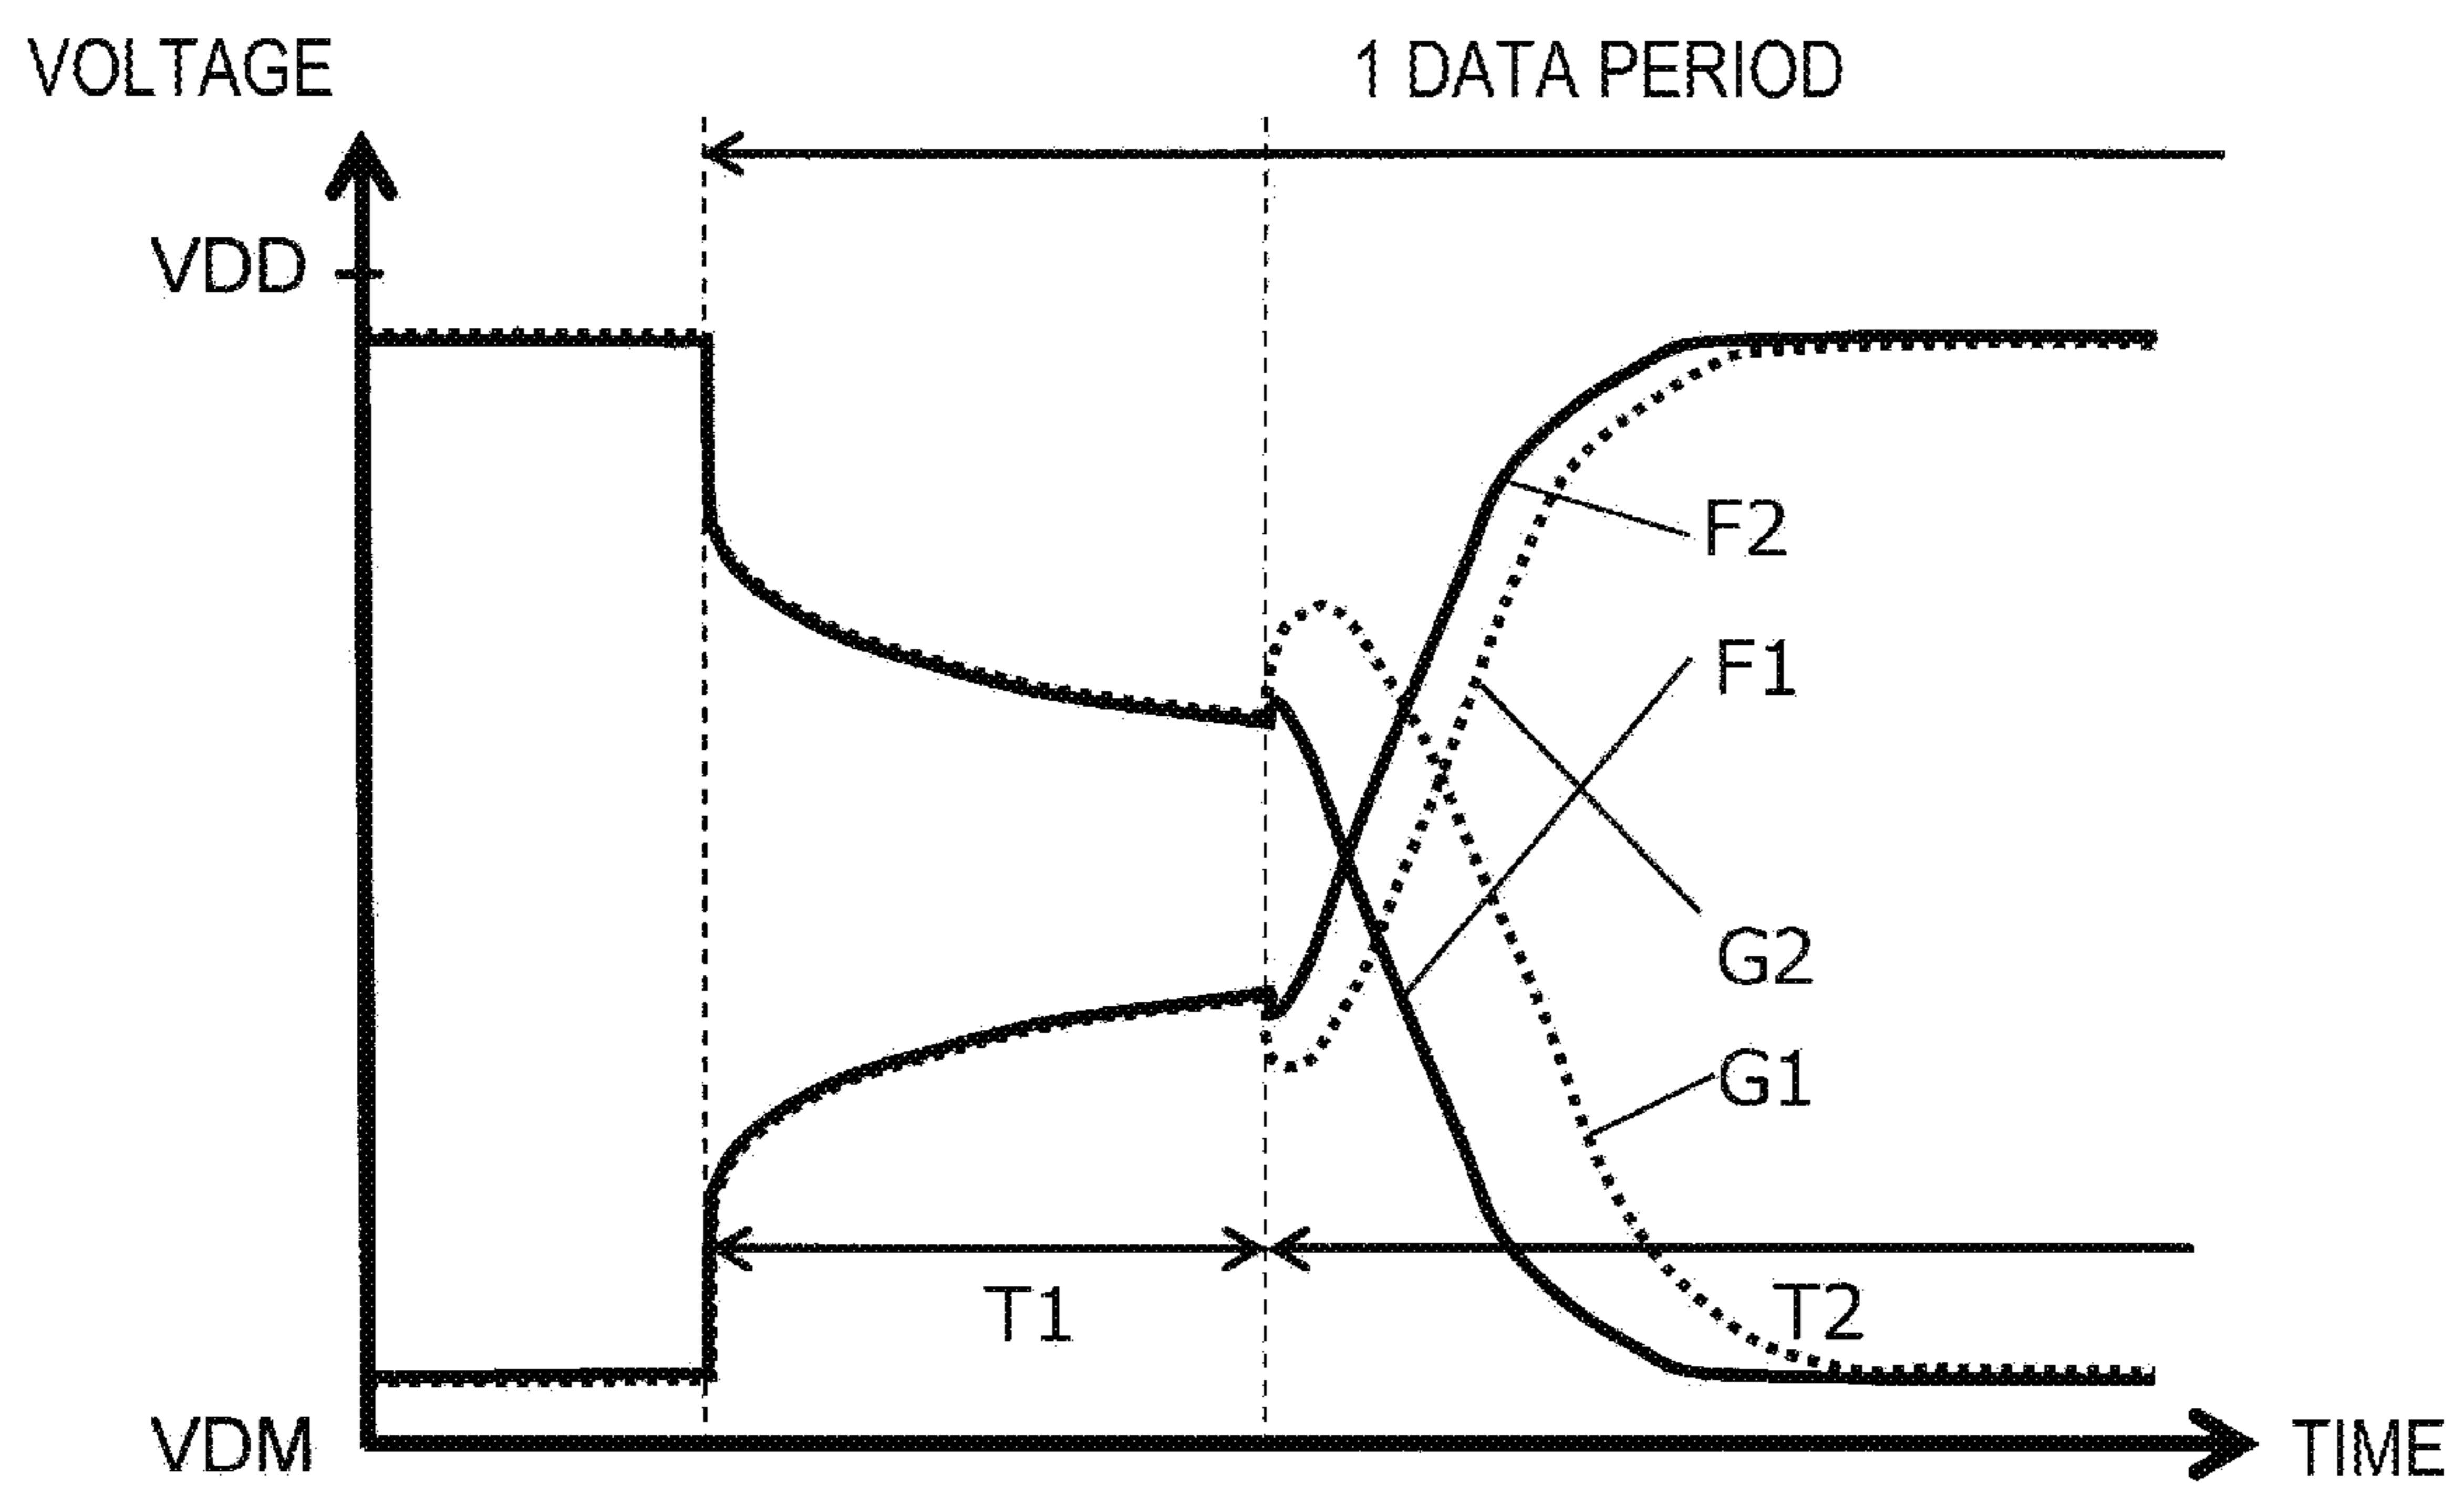 VOLTAGE
1 DATA PERIOD
VDD
F2
F1
G2
G1
T1
T2
VDM
TIME